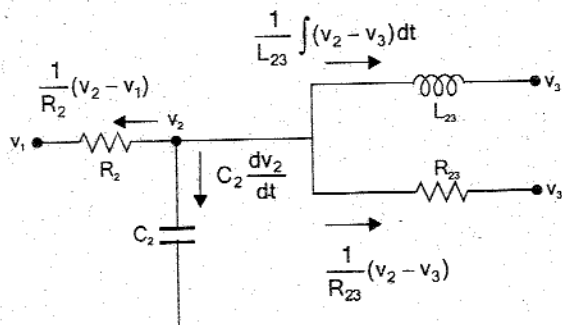 1/L₂₃ ∫(v₂ – v₃)dt
1/R₂ (v₂ – v₁)
v₃
L₂₃
v₂
v₁
R₂
C₂ dv₂/dt
R₂₃
v₃
C₂
1/R₂₃ (v₂ – v₃)